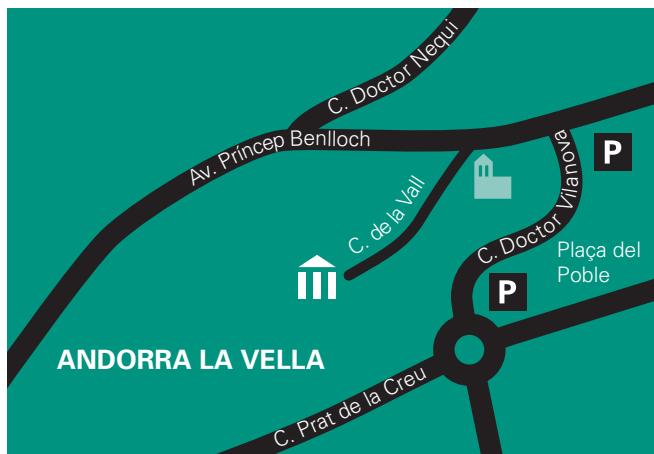 C. Doctor Nequi
Av. Príncep Benlloch
P
C. de la Vall
C. Doctor Vilanova
Plaça del
Poble
P
ANDORRA LA VELLA
C. Prat de la Creu